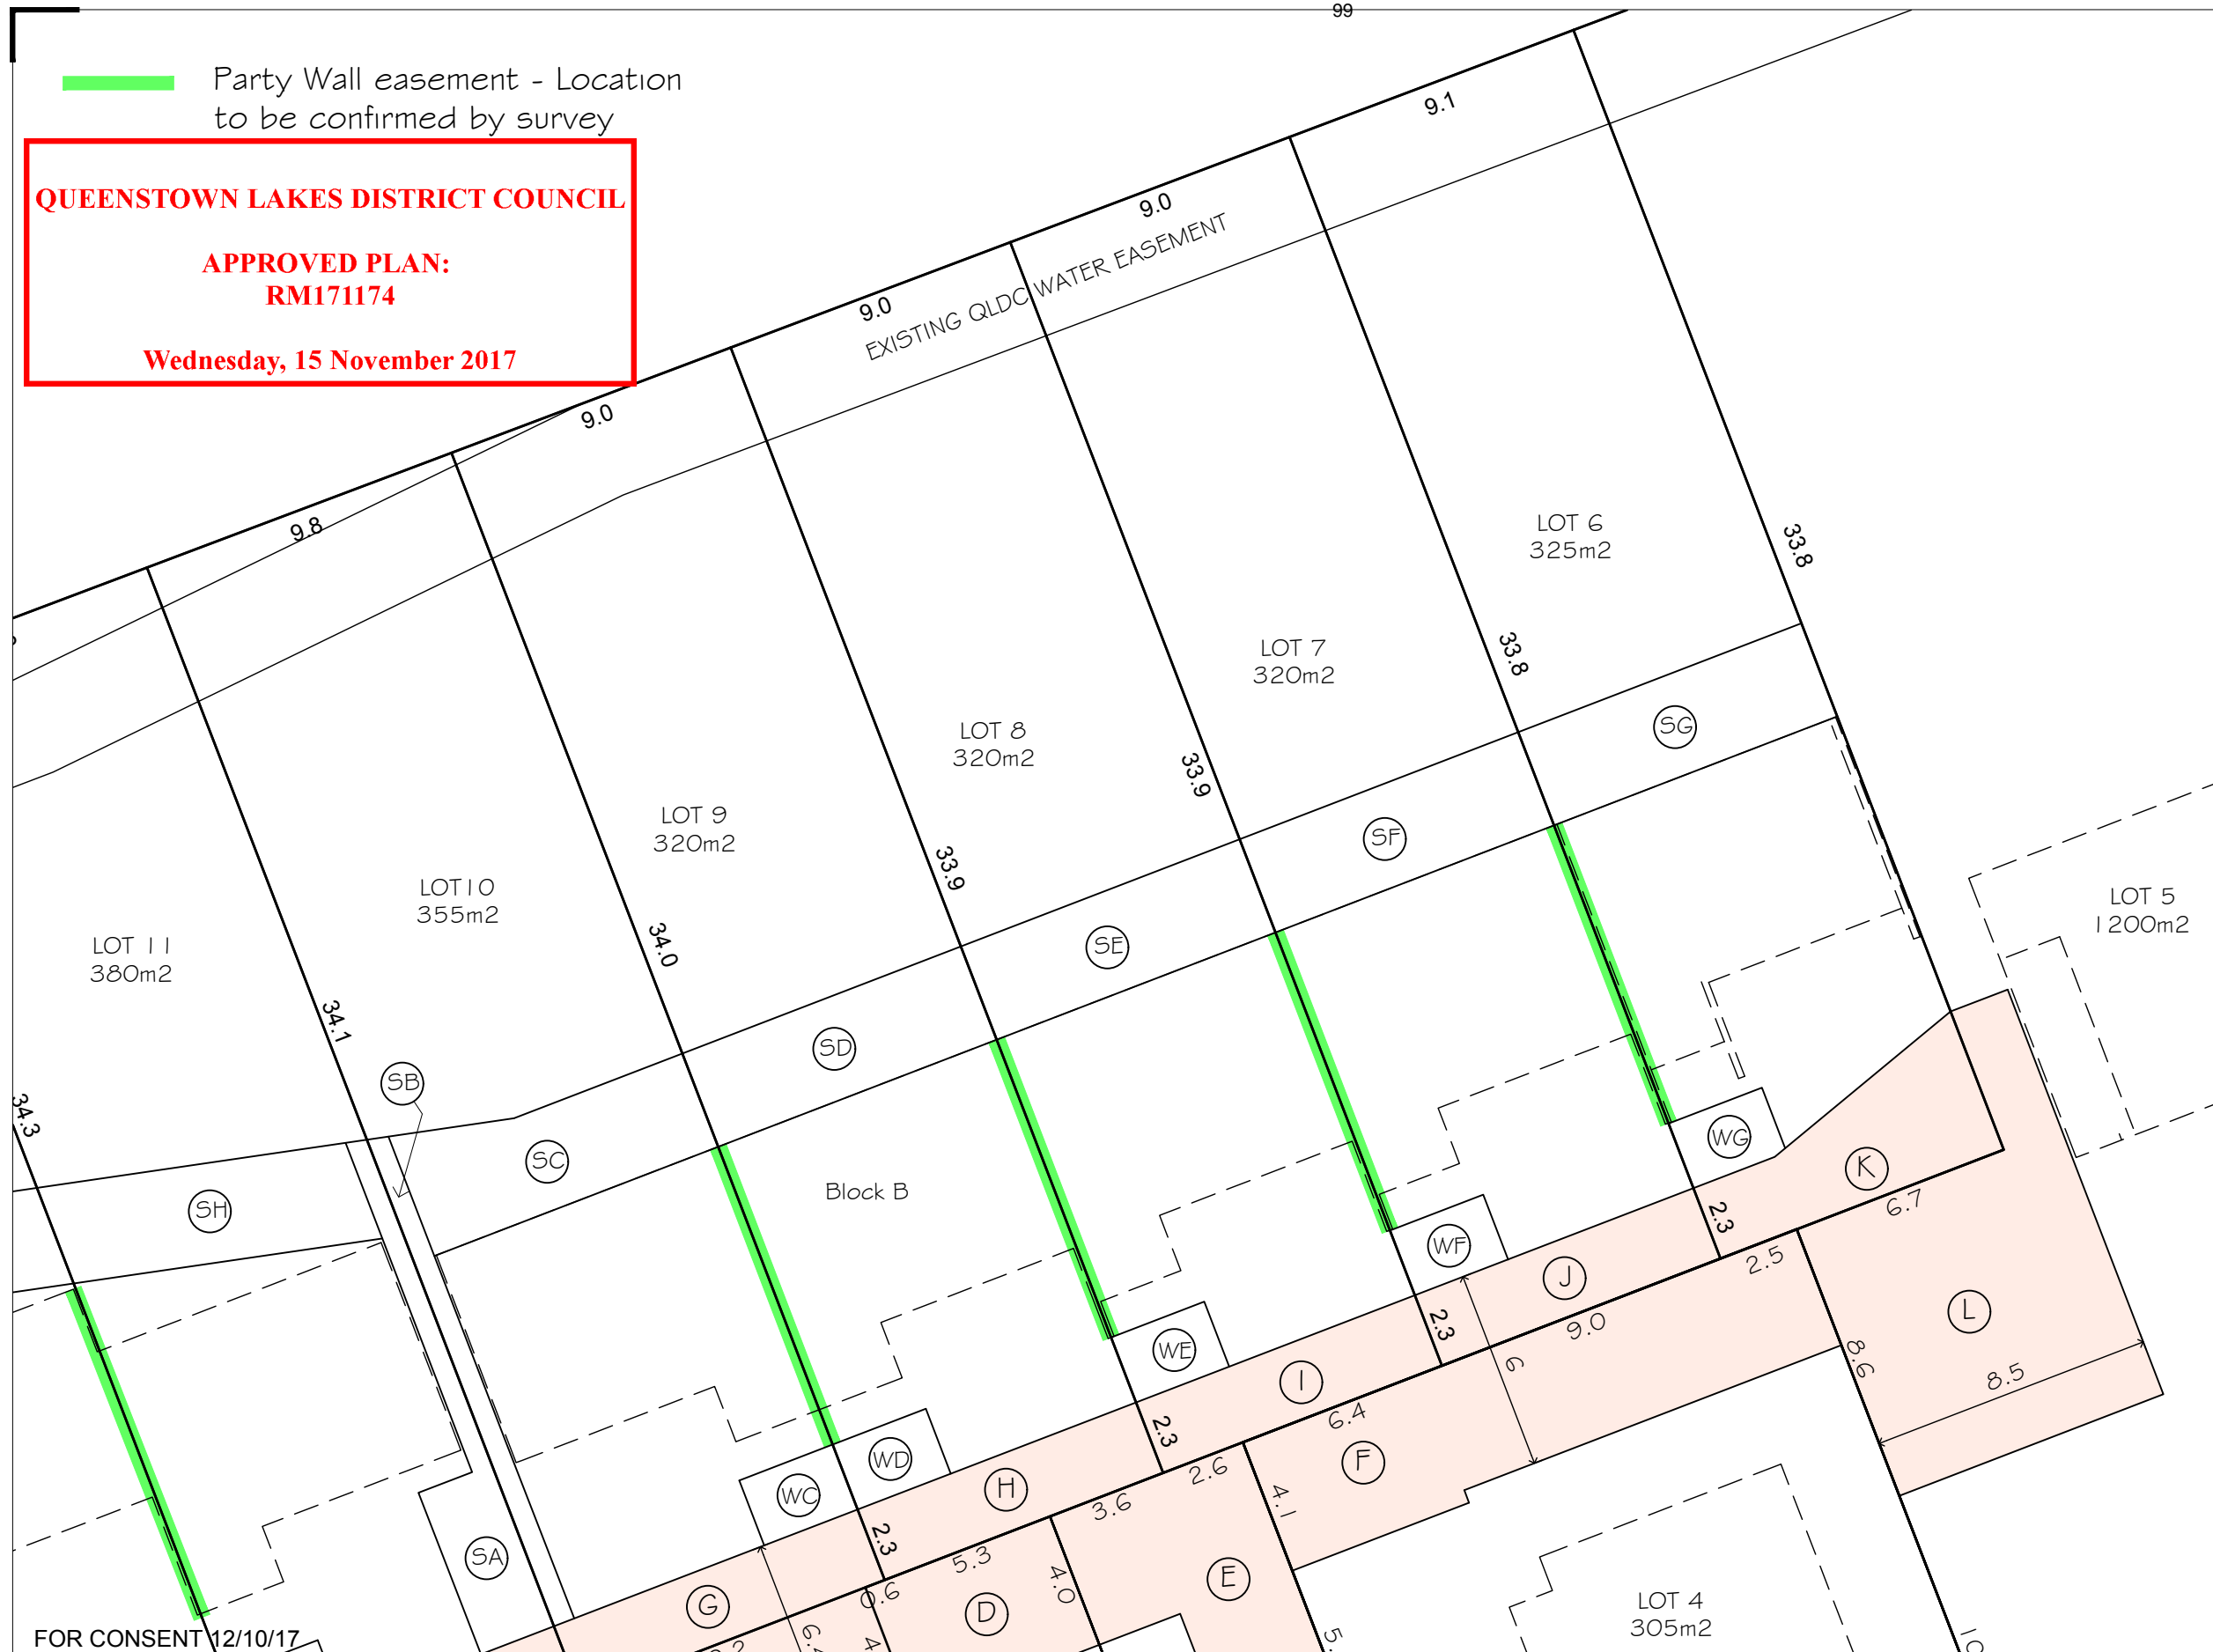 99
Party Wall easement - Location
to be confirmed by survey
QUEENSTOWN LAKES DISTRICT COUNCIL
APPROVED PLAN:
RM171174
Wednesday, 15 November 2017
9.1
9.0
9.0
9.0
9.8
EXISTING QLDC WATER EASEMENT
LOT 6
325m2
33.8
LOT 7
320m2
33.8
LOT 8
320m2
33.9
LOT 9
320m2
33.9
LOT10
355m2
34.0
LOT 11
380m2
34.1
34.3
LOT 5
1200m2
SG
SF
SE
SD
SB
SC
SH
SA
Block B
WG
WF
WE
WD
WC
K
J
I
H
G
L
F
E
D
6.7
2.3
2.5
9.0
2.3
6
8.6
8.5
6.4
2.3
2.6
4.1
3.6
2.3
5.3
4.0
0.6
LOT 4
305m2
FOR CONSENT 12/10/17